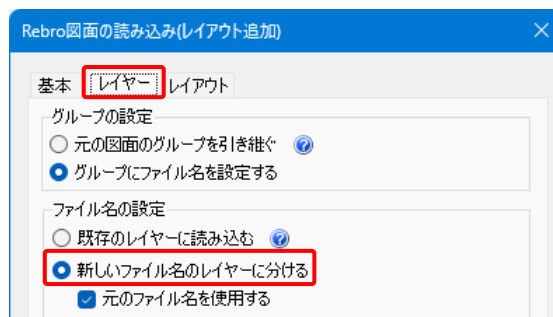 Rebro図面の読み込み(レイアウト追加)
基本 レイヤー レイアウト
グループの設定
元の図面のグループを引き継ぐ
グループにファイル名を設定する
ファイル名の設定
既存のレイヤーに読み込む
新しいファイル名のレイヤーに分ける
元のファイル名を使用する